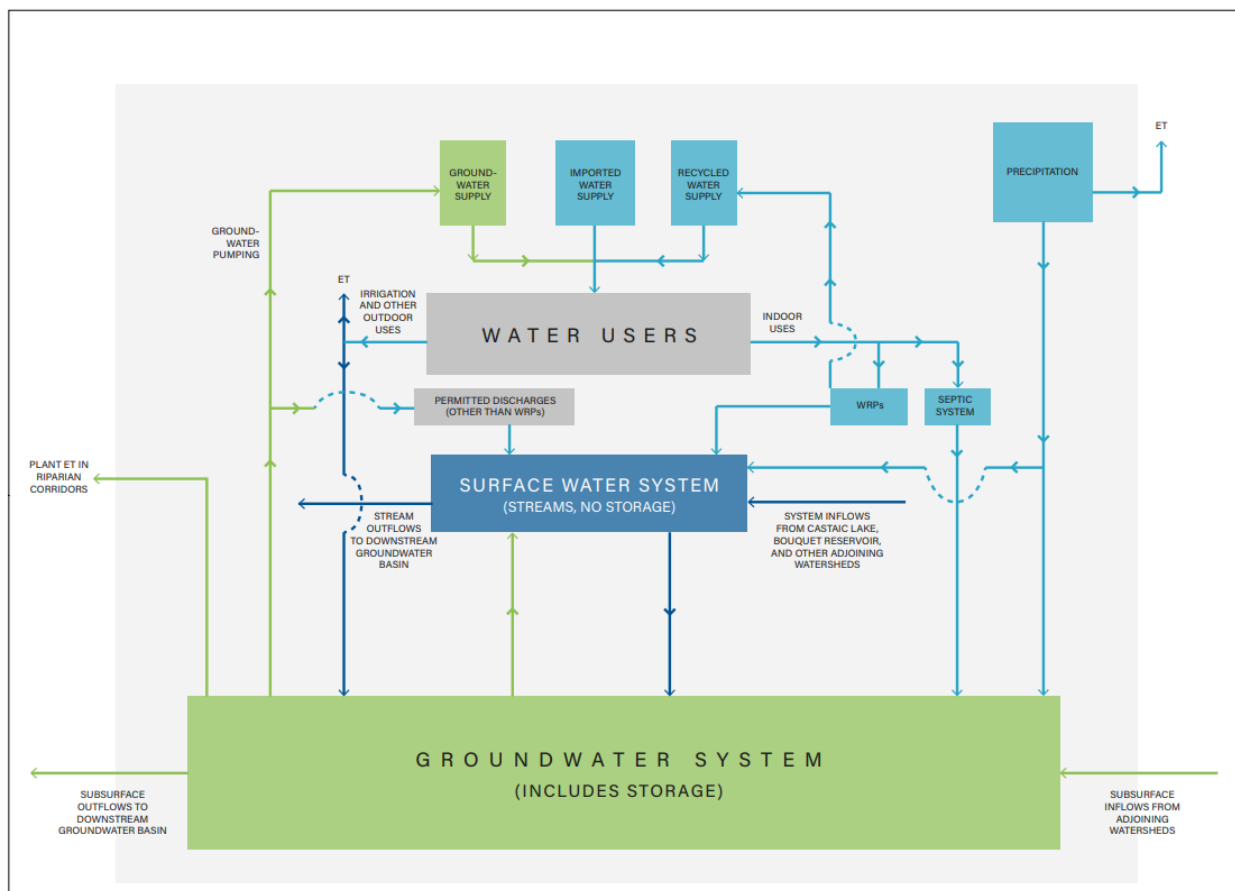 ET
GROUND-
WATER
SUPPLY
IMPORTED
WATER
SUPPLY
RECYCLED
WATER
SUPPLY
PRECIPITATION
GROUND-
WATER
PUMPING
ET
IRRIGATION
AND OTHER
OUTDOOR
USES
WATER USERS
INDOOR
USES
PERMITTED DISCHARGES
(OTHER THAN WRPs)
WRPs
SEPTIC
SYSTEM
PLANT ET IN
RIPARIAN
CORRIDORS
SURFACE WATER SYSTEM
(STREAMS, NO STORAGE)
STREAM
OUTFLOWS
TO DOWNSTREAM
GROUNDWATER
BASIN
SYSTEM INFLOWS
FROM CASTAIC LAKE,
BOUQUET RESERVOIR,
AND OTHER ADJOINING
WATERSHEDS
GROUNDWATER SYSTEM
(INCLUDES STORAGE)
SUBSURFACE
OUTFLOWS TO
DOWNSTREAM
GROUNDWATER BASIN
SUBSURFACE
INFLOWS FROM
ADJOINING
WATERSHEDS